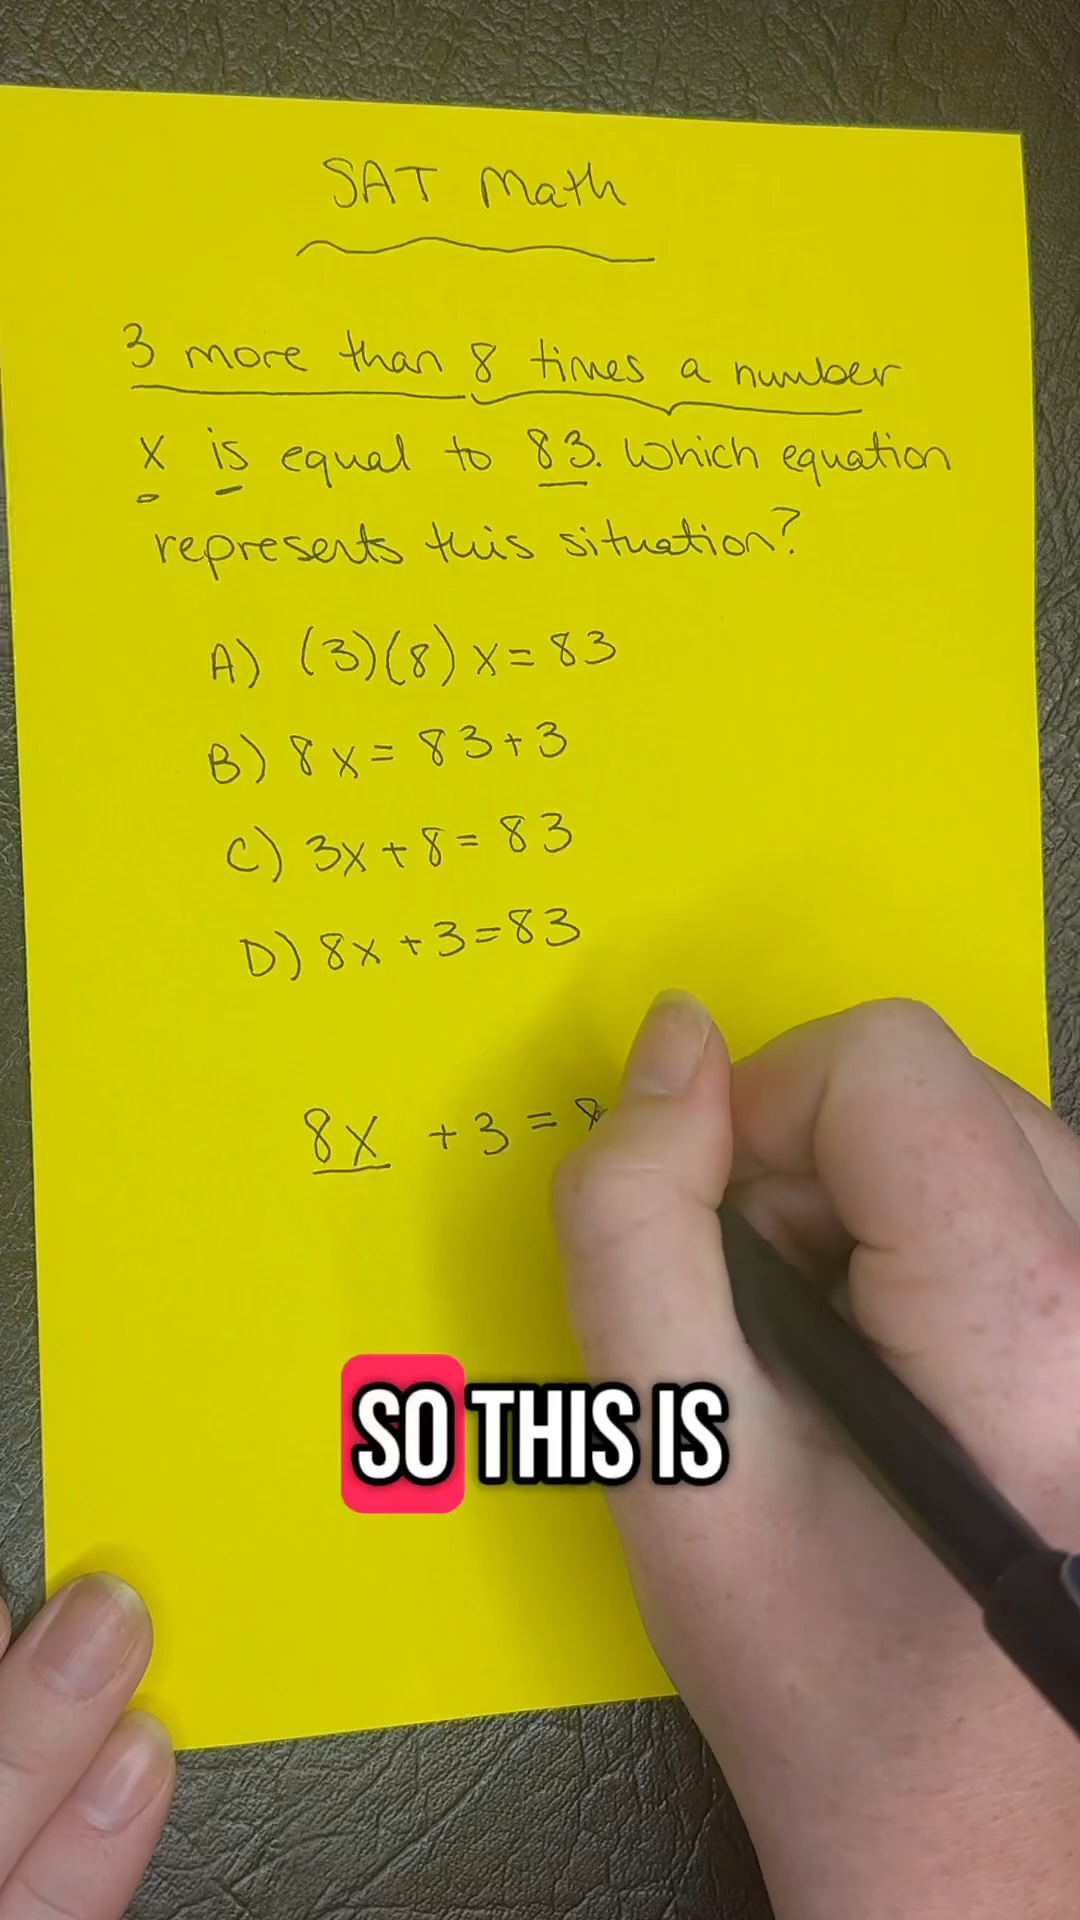 SAT Math
3 more than 8 times a number
x is equal to 83. Which equation
represents this situation?
A) (3)(8) x = 83
B) 8x = 83+3
C) 3x + 8 = 83
D) 8x + 3 = 83
8x + 3 = 8
SO THIS IS